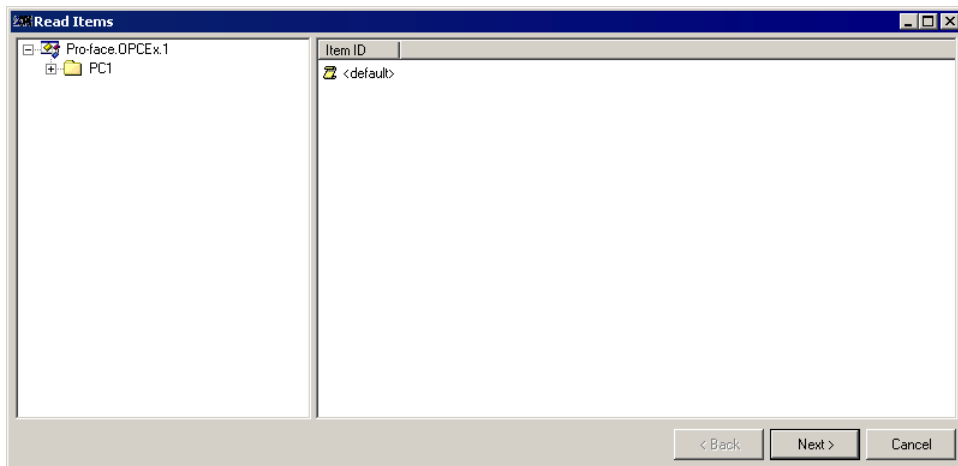 Read Items
Pro-face.OPCEx.1
PC1
Item ID
<default>
< Back
Next >
Cancel